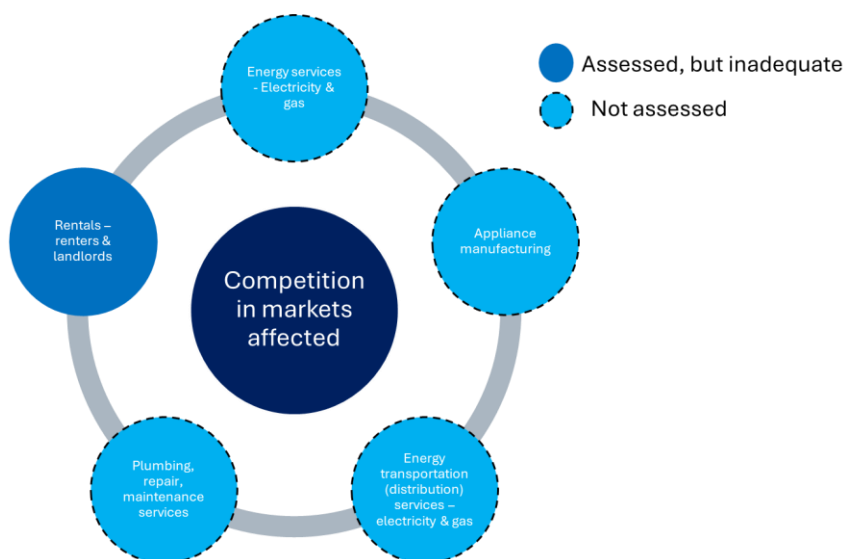 Energy services
- Electricity &
gas
Assessed, but inadequate
Not assessed
Rentals –
renters &
landlords
Appliance
manufacturing
Competition
in markets
affected
Plumbing,
repair,
maintenance
services
Energy
transportation
(distribution)
services –
electricity & gas